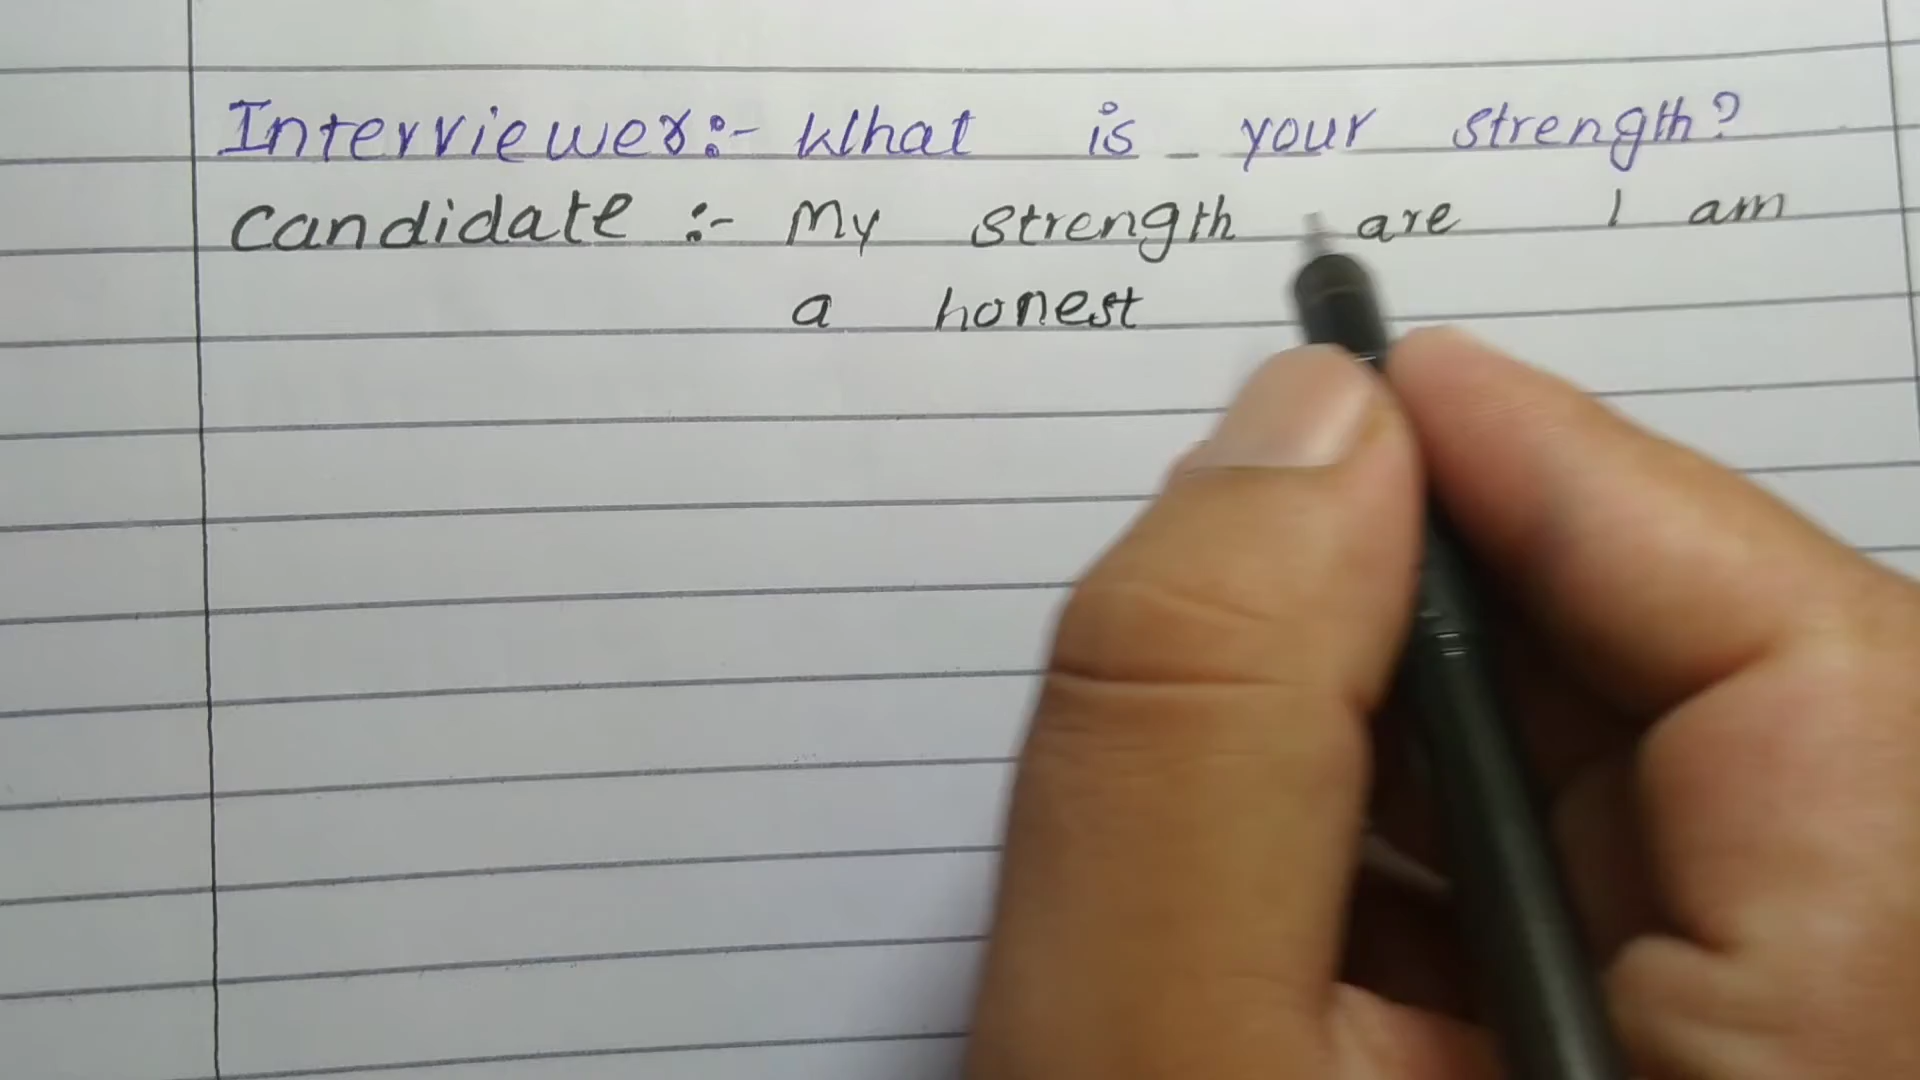 Interviewer:- What is your strength?
Candidate :- My strength are I am
a honest